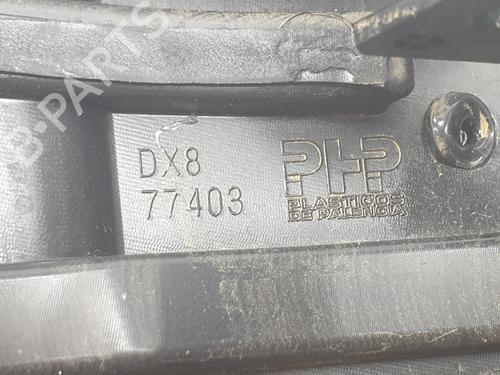 DX8
77403
PHP
PLASTICOS
DE PALENCIA
B-PARTS